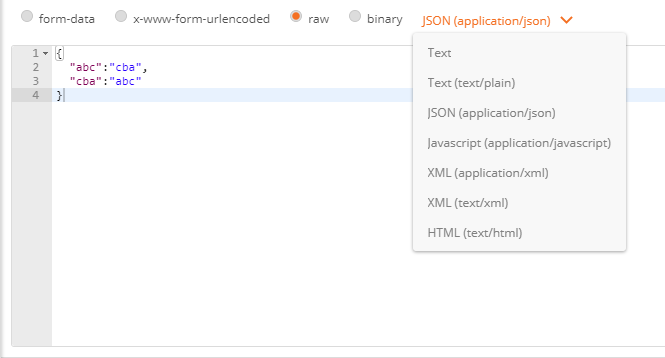 form-data x-www-form-urlencoded raw binary JSON (application/json)
1 {
2 "abc":"cba",
3 "cba":"abc"
4 }
Text
Text (text/plain)
JSON (application/json)
Javascript (application/javascript)
XML (application/xml)
XML (text/xml)
HTML (text/html)